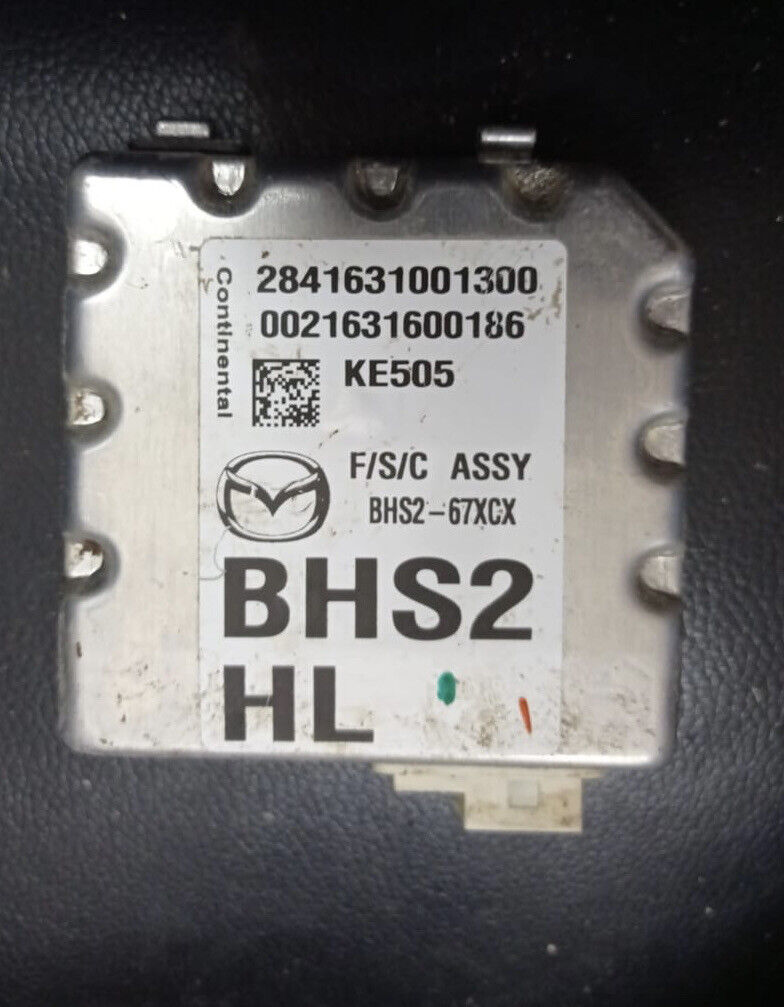 Continental
2841631001300
0021631600186
KE505
F/S/C ASSY
BHS2-67XCX
BHS2
HL